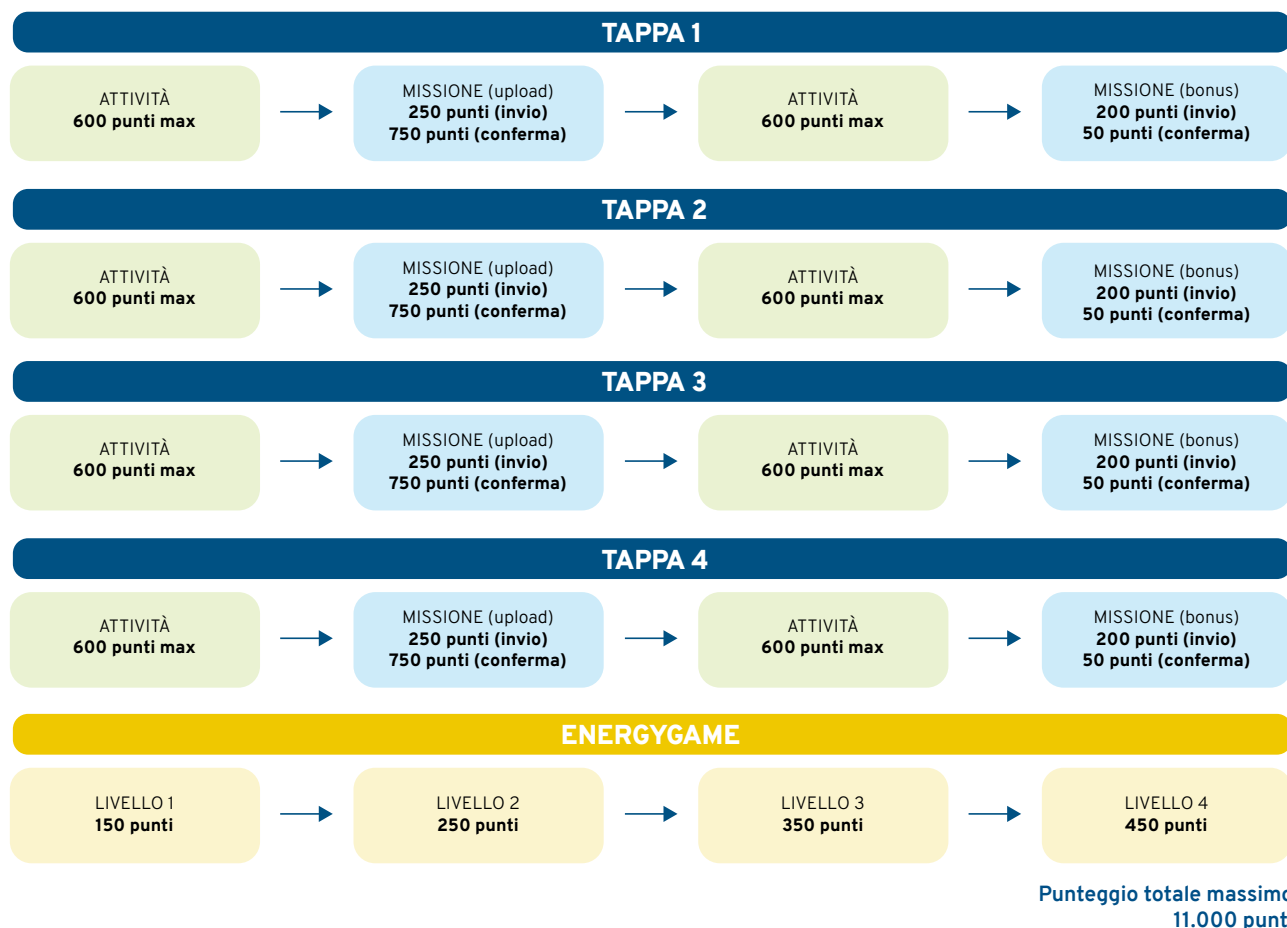 TAPPA 1
ATTIVITÀ
600 punti max
MISSIONE (upload)
250 punti (invio)
750 punti (conferma)
ATTIVITÀ
600 punti max
MISSIONE (bonus)
200 punti (invio)
50 punti (conferma)
TAPPA 2
ATTIVITÀ
600 punti max
MISSIONE (upload)
250 punti (invio)
750 punti (conferma)
ATTIVITÀ
600 punti max
MISSIONE (bonus)
200 punti (invio)
50 punti (conferma)
TAPPA 3
ATTIVITÀ
600 punti max
MISSIONE (upload)
250 punti (invio)
750 punti (conferma)
ATTIVITÀ
600 punti max
MISSIONE (bonus)
200 punti (invio)
50 punti (conferma)
TAPPA 4
ATTIVITÀ
600 punti max
MISSIONE (upload)
250 punti (invio)
750 punti (conferma)
ATTIVITÀ
600 punti max
MISSIONE (bonus)
200 punti (invio)
50 punti (conferma)
ENERGYGAME
LIVELLO 1
150 punti
LIVELLO 2
250 punti
LIVELLO 3
350 punti
LIVELLO 4
450 punti
Punteggio totale massimo
11.000 punt